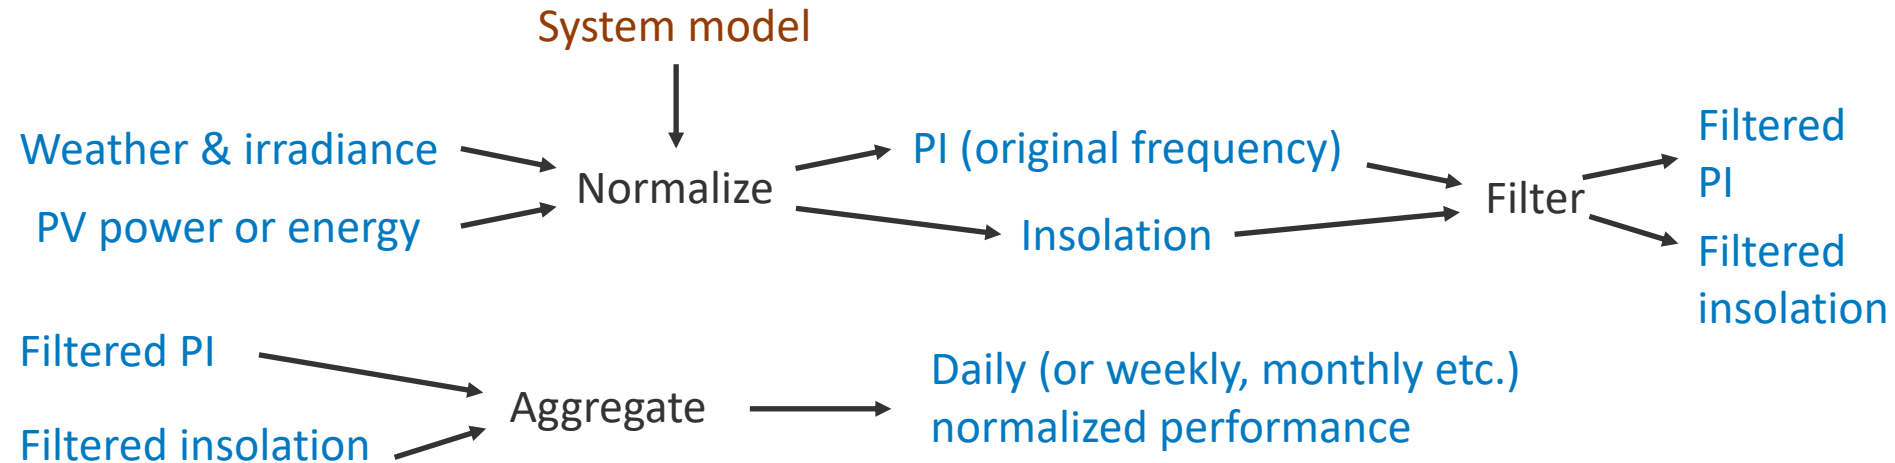 System model
Weather & irradiance
PV power or energy
Normalize
PI (original frequency)
Insolation
Filter
Filtered
PI
Filtered
insolation
Filtered PI
Filtered insolation
Aggregate
Daily (or weekly, monthly etc.)
normalized performance